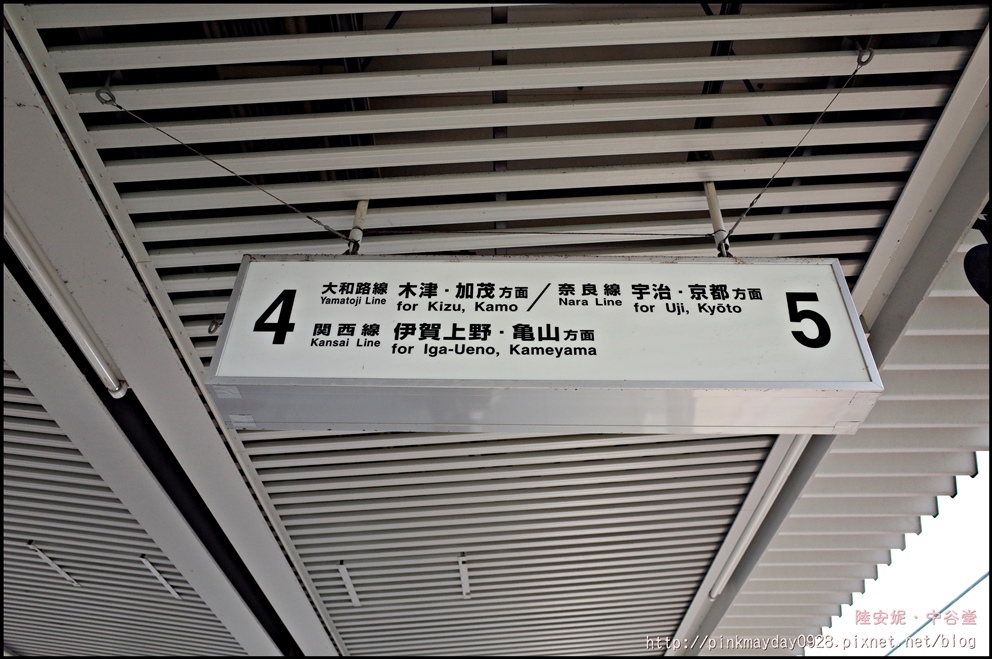 4 大和路線 木津・加茂方面 / 奈良線 宇治・京都方面 5
Yamatoji Line for Kizu, Kamo Nara Line for Uji, Kyōto
関西線 伊賀上野・亀山方面
Kansai Line for Iga-Ueno, Kameyama
陸安妮・中谷堂
http://pinkmayday0928.pixnet.net/blog